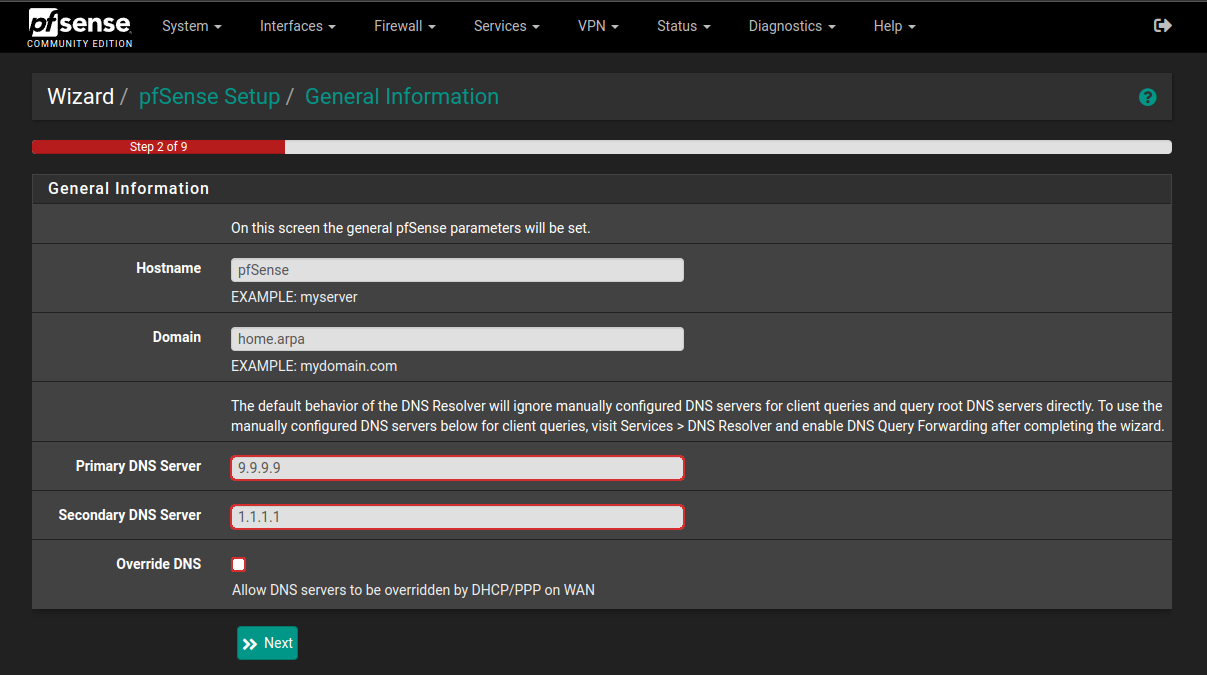 pfsense
COMMUNITY EDITION
System Interfaces Firewall Services VPN Status Diagnostics Help
Wizard / pfSense Setup / General Information
?
Step 2 of 9
General Information
On this screen the general pfSense parameters will be set.
Hostname
pfSense
EXAMPLE: myserver
Domain
home.arpa
EXAMPLE: mydomain.com
The default behavior of the DNS Resolver will ignore manually configured DNS servers for client queries and query root DNS servers directly. To use the
manually configured DNS servers below for client queries, visit Services > DNS Resolver and enable DNS Query Forwarding after completing the wizard.
Primary DNS Server
9.9.9.9
Secondary DNS Server
1.1.1.1
Override DNS
Allow DNS servers to be overridden by DHCP/PPP on WAN
Next